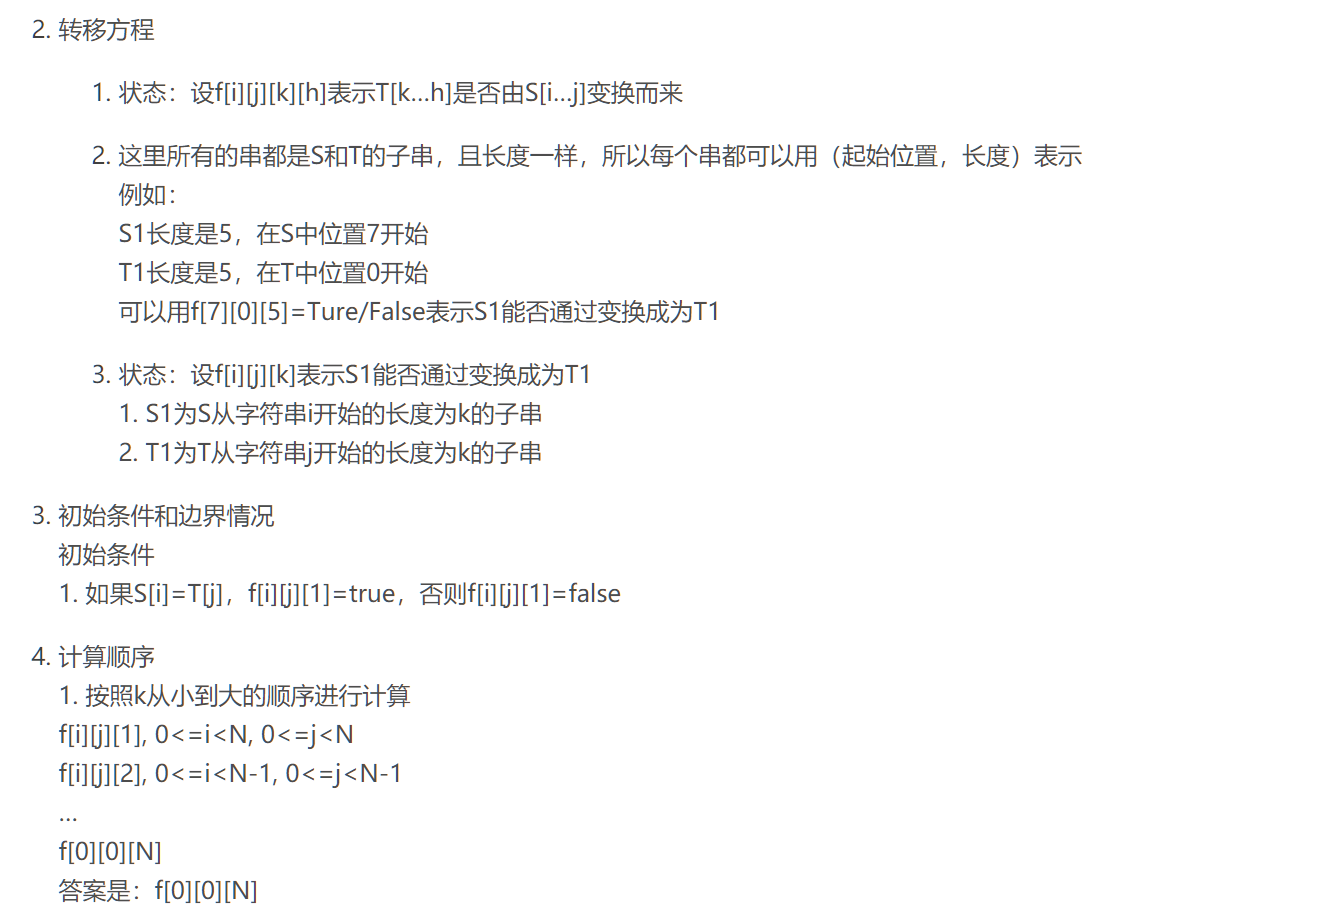 2. 转移方程
1. 状态：设f[i][j][k][h]表示T[k...h]是否由S[i...j]变换而来
2. 这里所有的串都是S和T的子串，且长度一样，所以每个串都可以用（起始位置，长度）表示
例如：
S1长度是5，在S中位置7开始
T1长度是5，在T中位置0开始
可以用f[7][0][5]=Ture/False表示S1能否通过变换成为T1
3. 状态：设f[i][j][k]表示S1能否通过变换成为T1
1. S1为S从字符串i开始的长度为k的子串
2. T1为T从字符串j开始的长度为k的子串
3. 初始条件和边界情况
初始条件
1. 如果S[i]=T[j]，f[i][j][1]=true，否则f[i][j][1]=false
4. 计算顺序
1. 按照k从小到大的顺序进行计算
f[i][j][1], 0<=i<N, 0<=j<N
f[i][j][2], 0<=i<N-1, 0<=j<N-1
...
f[0][0][N]
答案是：f[0][0][N]